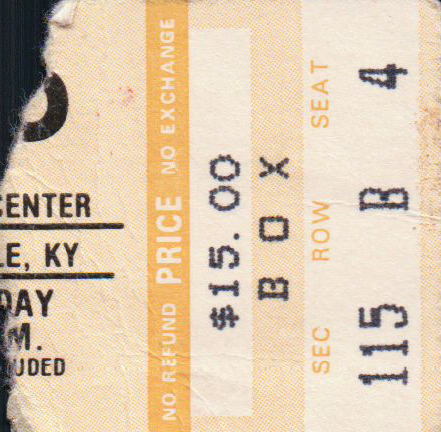 CENTER
LE, KY
DAY
M.
UDED
NO REFUND PRICE NO EXCHANGE
$15.00
BOX
SEC ROW SEAT
115 B 4